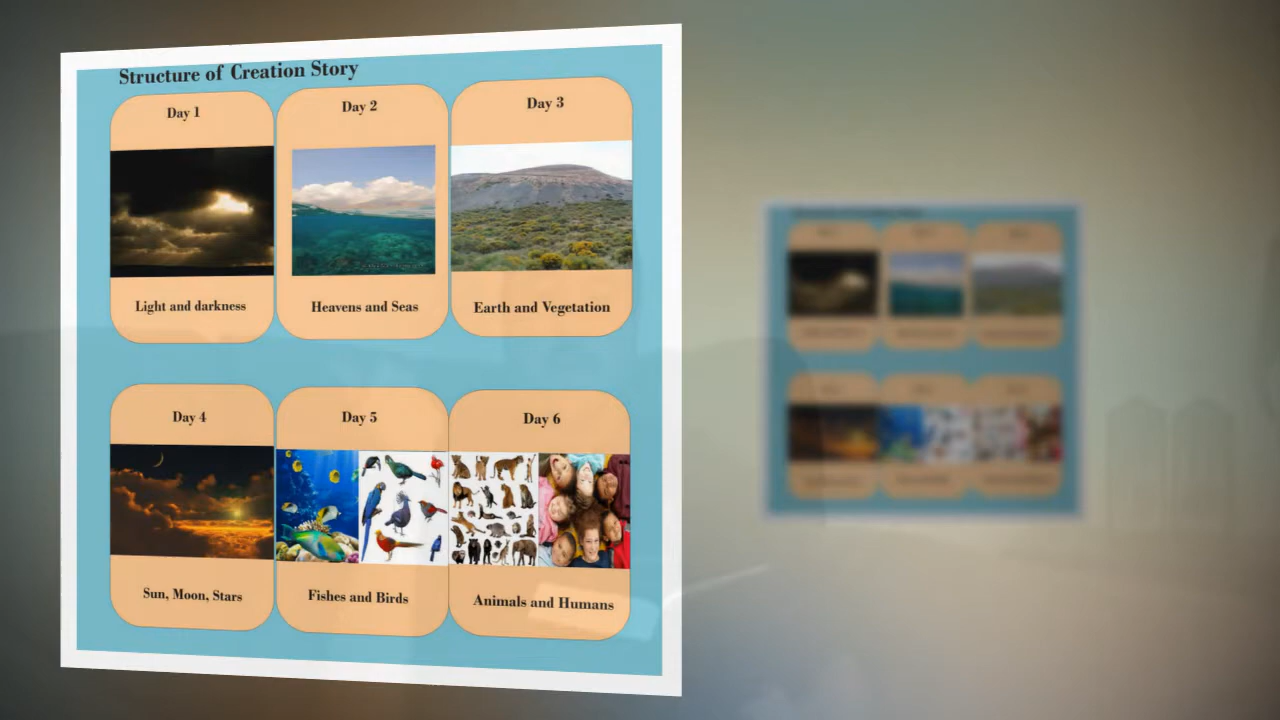 Structure of Creation Story
Day 1
Day 2
Day 3
Light and darkness
Heavens and Seas
Earth and Vegetation
Day 4
Day 5
Day 6
Sun, Moon, Stars
Fishes and Birds
Animals and Humans